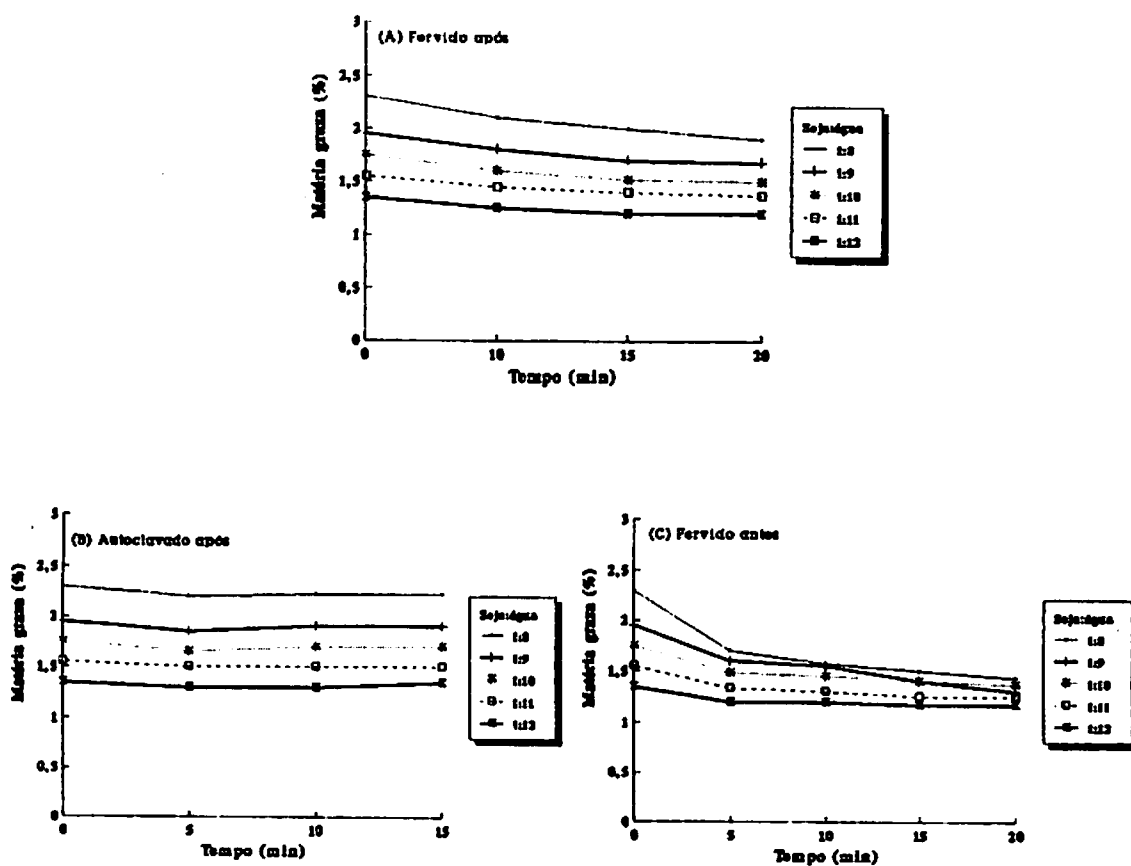 (A) Fervido após
Matéria graxa (%)
3
2,5
2
1,5
1
0,5
0
0 10 15 20
Tempo (min)
Soja:água
1:8
1:9
1:10
1:11
1:12
(B) Autoclavado após
Matéria graxa (%)
3
2,5
2
1,5
1
0,5
0
0 5 10 15
Tempo (min)
Soja:água
1:8
1:9
1:10
1:11
1:12
(C) Fervido antes
Matéria graxa (%)
3
2,5
2
1,5
1
0,5
0
0 5 10 15 20
Tempo (min)
Soja:água
1:8
1:9
1:10
1:11
1:12